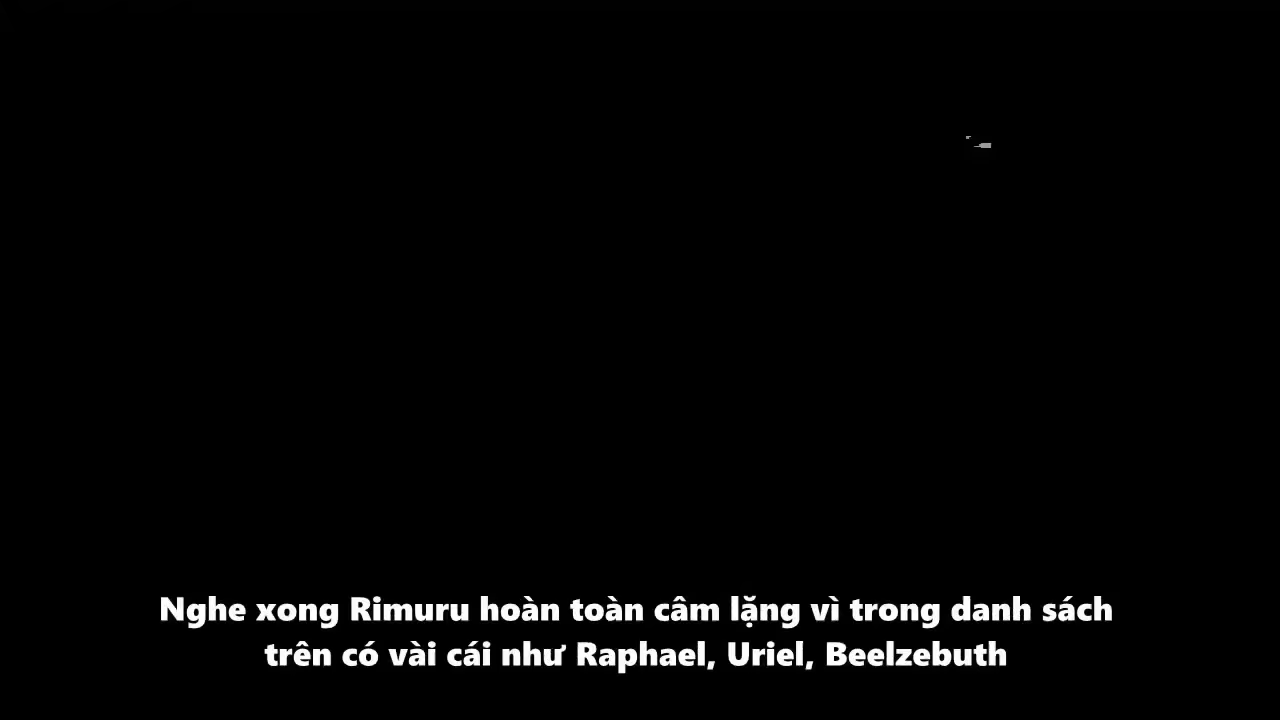 Nghe xong Rimuru hoàn toàn câm lặng vì trong danh sách
trên có vài cái như Raphael, Uriel, Beelzebuth